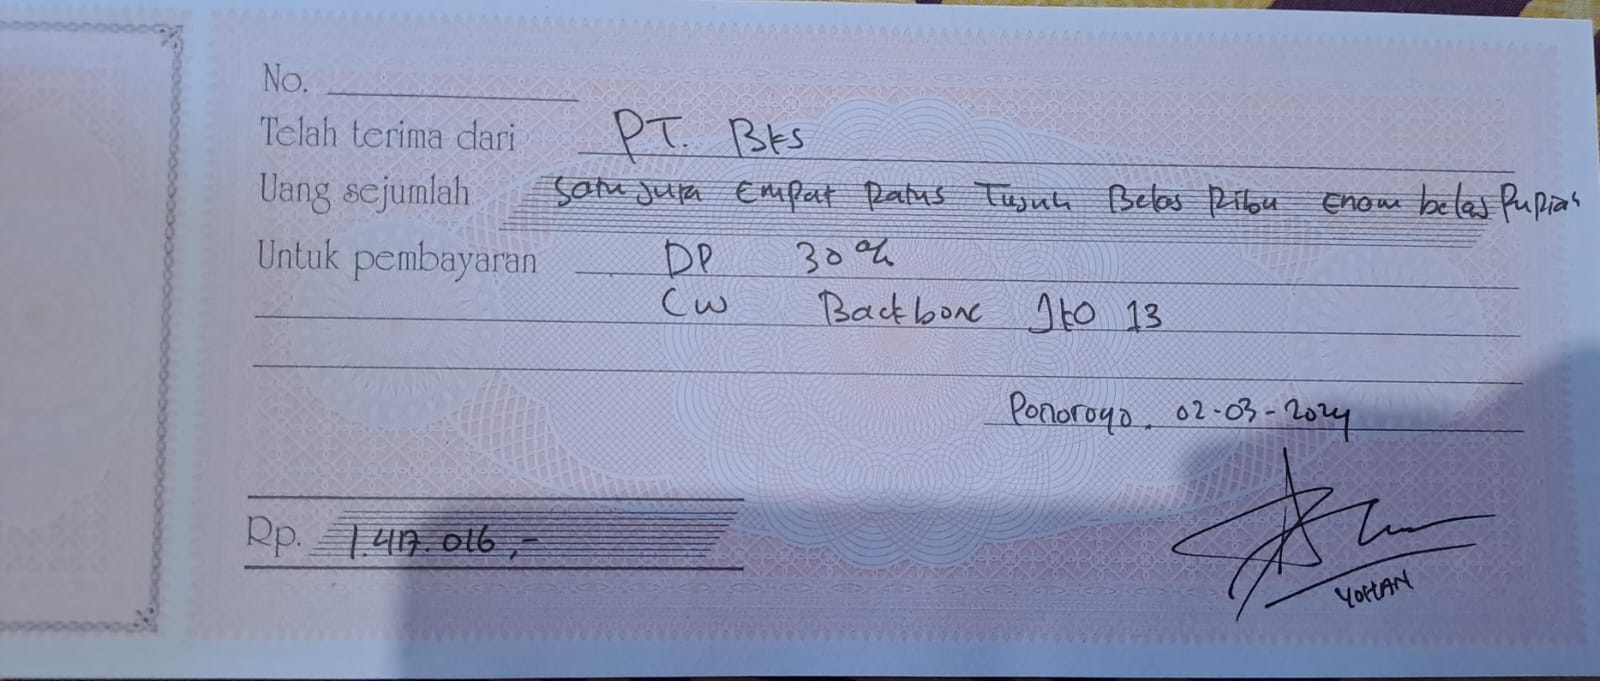 No.
Telah terima dari PT. BKS
Uang sejumlah Satu Juta Empat Ratus Tujuh Belas Ribu Enam belas Rupiah
Untuk pembayaran DP 30%
CW Backbone JKO 13
Ponorogo, 02-03-2024
Rp. 1.417.016,-
YOHAN